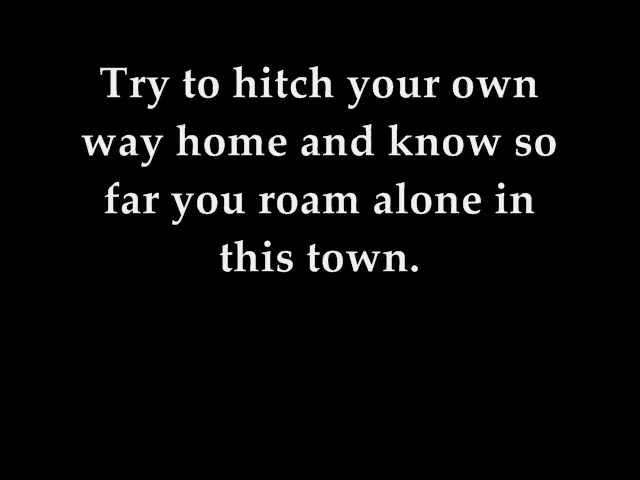 Try to hitch your own
way home and know so
far you roam alone in
this town.